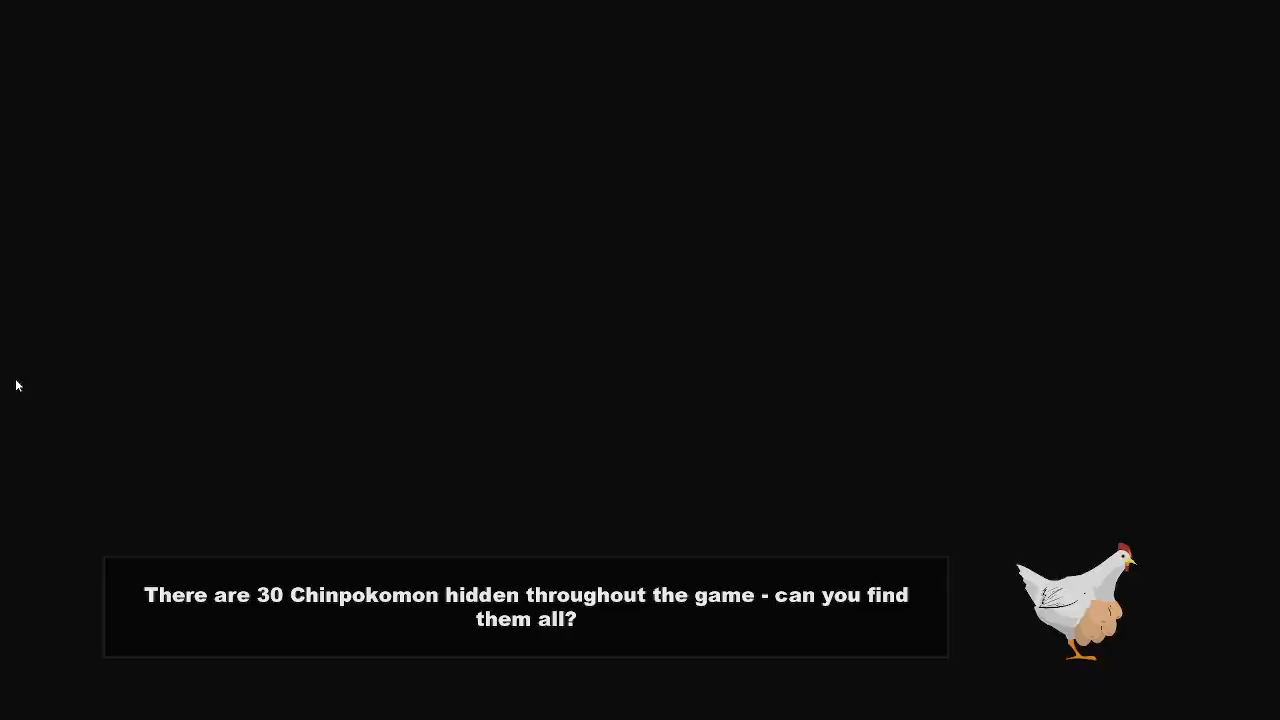 There are 30 Chinpokomon hidden throughout the game - can you find
them all?